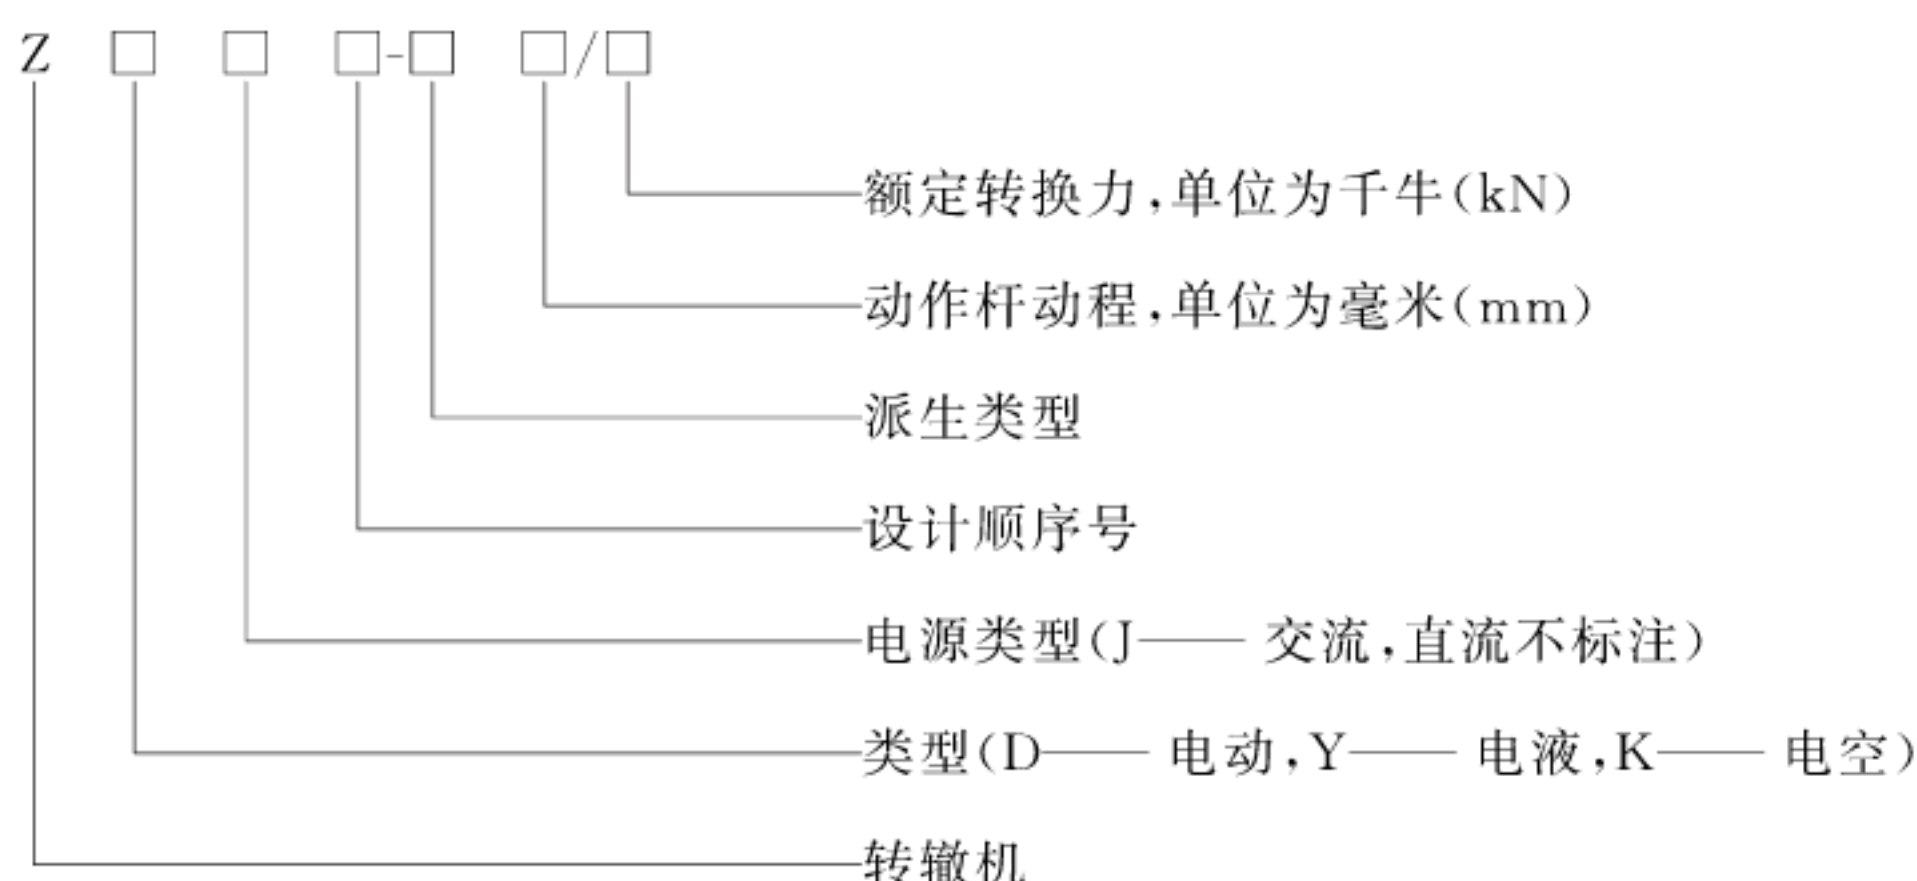 Z □ □ □-□ □/□
额定转换力,单位为千牛(kN)
动作杆动程,单位为毫米(mm)
派生类型
设计顺序号
电源类型(J—— 交流,直流不标注)
类型(D—— 电动,Y—— 电液,K—— 电空)
转辙机